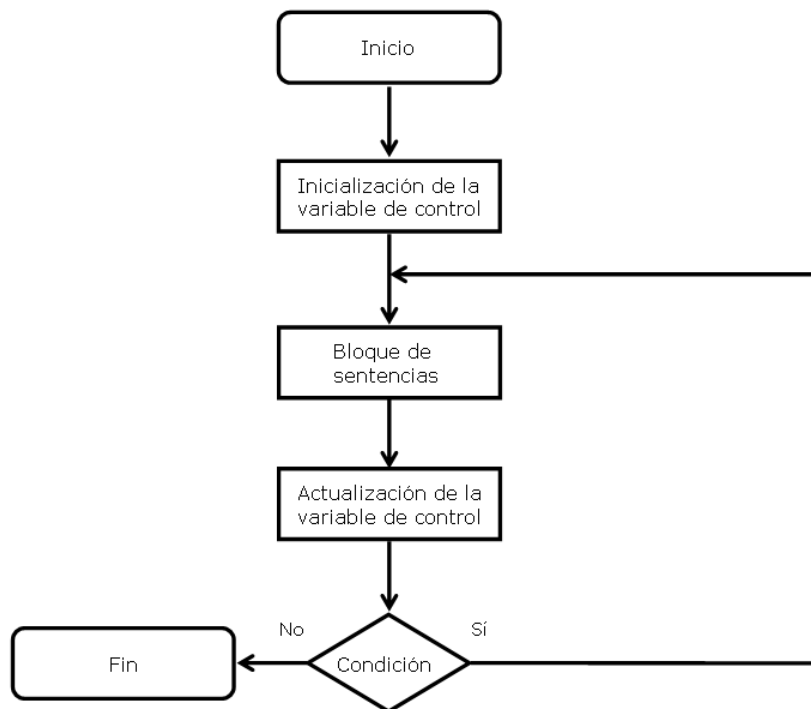 Inicio
Inicialización de la
variable de control
Bloque de
sentencias
Actualización de la
variable de control
No
Sí
Fin
Condición